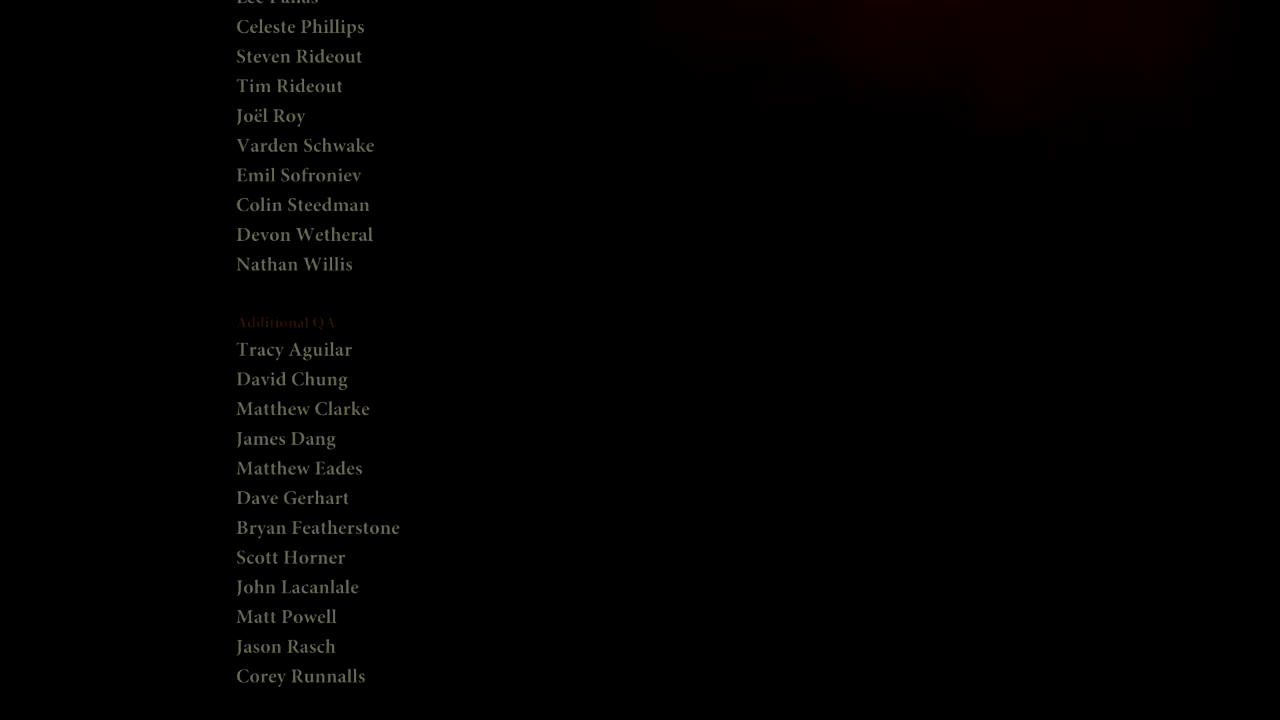 Celeste Phillips
Steven Rideout
Tim Rideout
Joël Roy
Varden Schwake
Emil Sofroniev
Colin Steedman
Devon Wetheral
Nathan Willis
Additional QA
Tracy Aguilar
David Chung
Matthew Clarke
James Dang
Matthew Eades
Dave Gerhart
Bryan Featherstone
Scott Horner
John Lacanlale
Matt Powell
Jason Rasch
Corey Runnalls